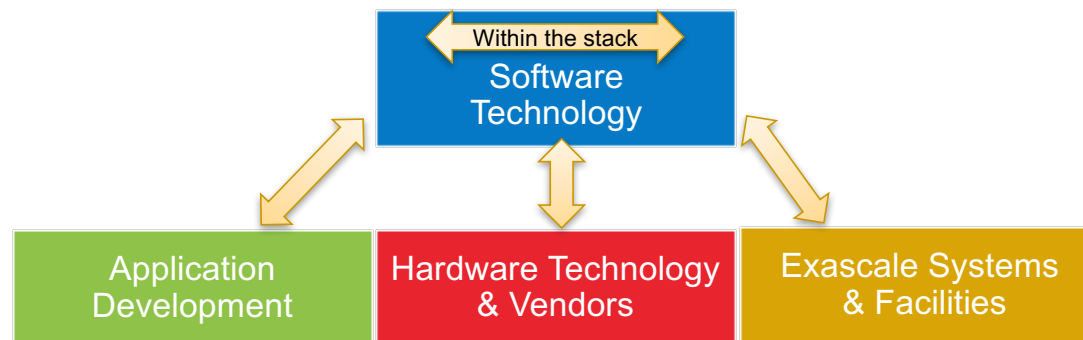 Within the stack
Software
Technology
Application
Development
Hardware Technology
& Vendors
Exascale Systems
& Facilities